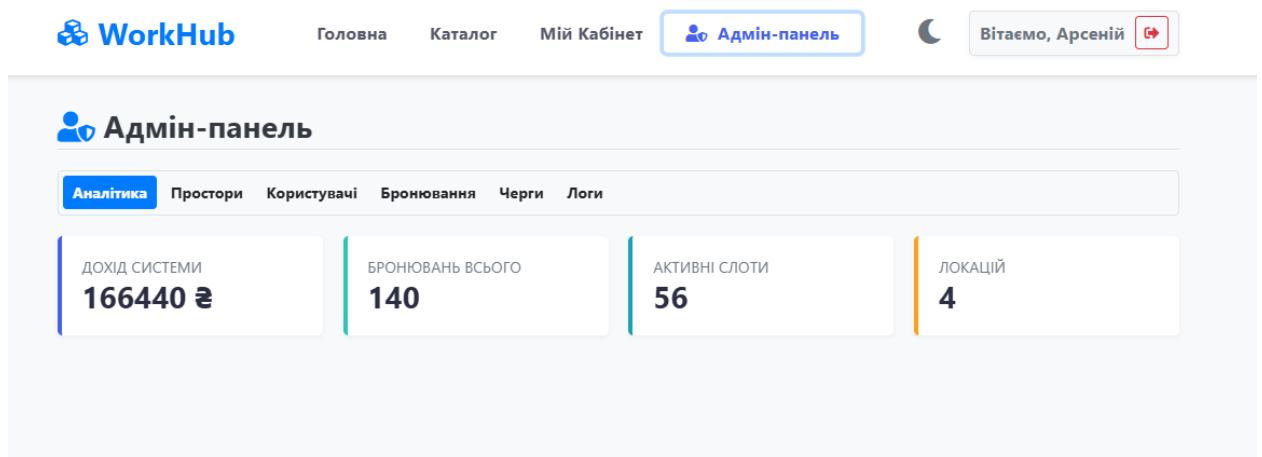 WorkHub Головна Каталог Мій Кабінет Адмін-панель Вітаємо, Арсеній
Адмін-панель
Аналітика Простори Користувачі Бронювання Черги Логи
ДОХІД СИСТЕМИ
166440 ₴
БРОНЮВАНЬ ВСЬОГО
140
АКТИВНІ СЛОТИ
56
ЛОКАЦІЙ
4